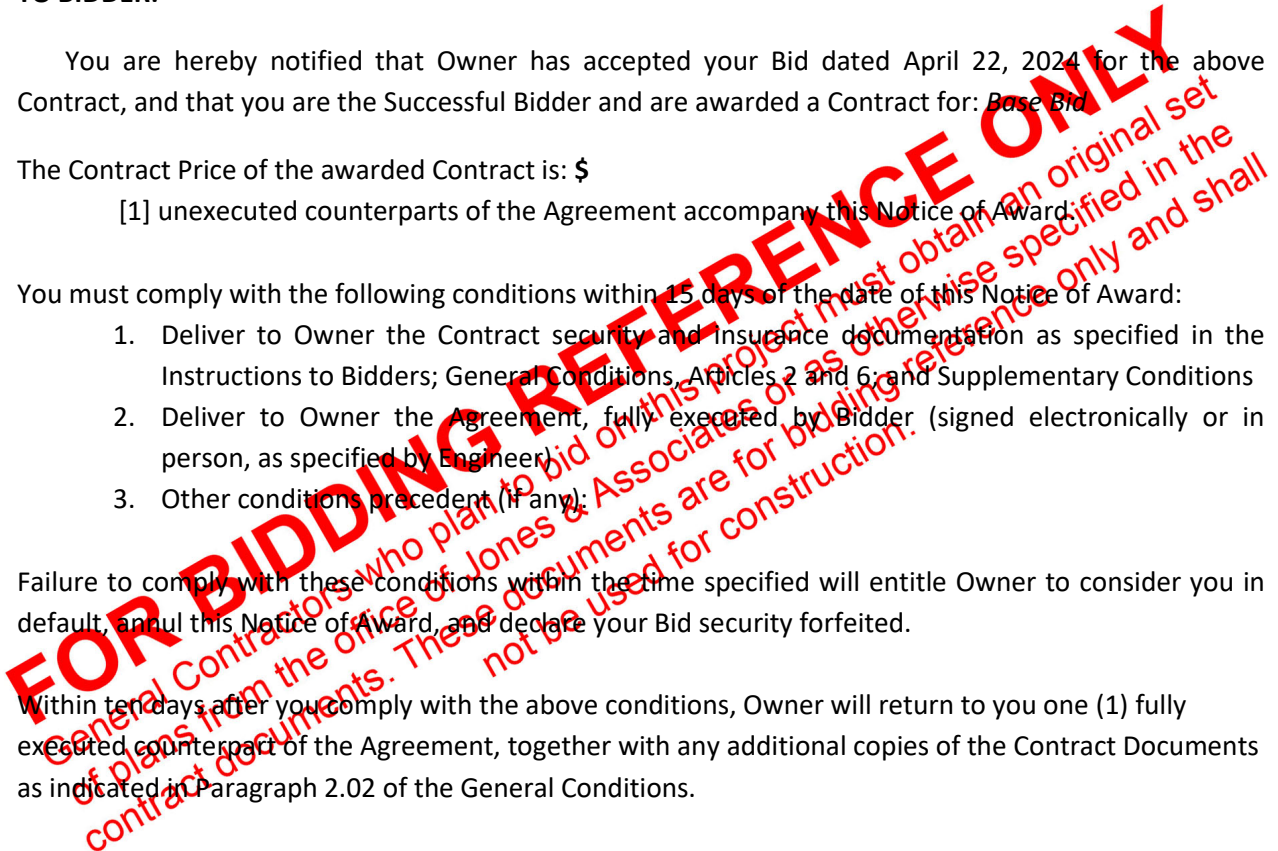 TO BIDDER:
You are hereby notified that Owner has accepted your Bid dated April 22, 2024 for the above
Contract, and that you are the Successful Bidder and are awarded a Contract for: Base Bid
The Contract Price of the awarded Contract is: $
[1] unexecuted counterparts of the Agreement accompany this Notice of Award.
You must comply with the following conditions within 15 days of the date of this Notice of Award:
1. Deliver to Owner the Contract security and insurance documentation as specified in the
Instructions to Bidders; General Conditions, Articles 2 and 6; and Supplementary Conditions
2. Deliver to Owner the Agreement, fully executed by Bidder (signed electronically or in
person, as specified by Engineer)
3. Other conditions precedent (if any):
Failure to comply with these conditions within the time specified will entitle Owner to consider you in
default, annul this Notice of Award, and declare your Bid security forfeited.
Within ten days after you comply with the above conditions, Owner will return to you one (1) fully
executed counterpart of the Agreement, together with any additional copies of the Contract Documents
as indicated in Paragraph 2.02 of the General Conditions.
FOR BIDDING REFERENCE ONLY
General Contractors who plan to bid on this project must obtain an original set
of plans from the office of Jones & Associates or as otherwise specified in the
contract documents. These documents are for bidding reference only and shall
not be used for construction.